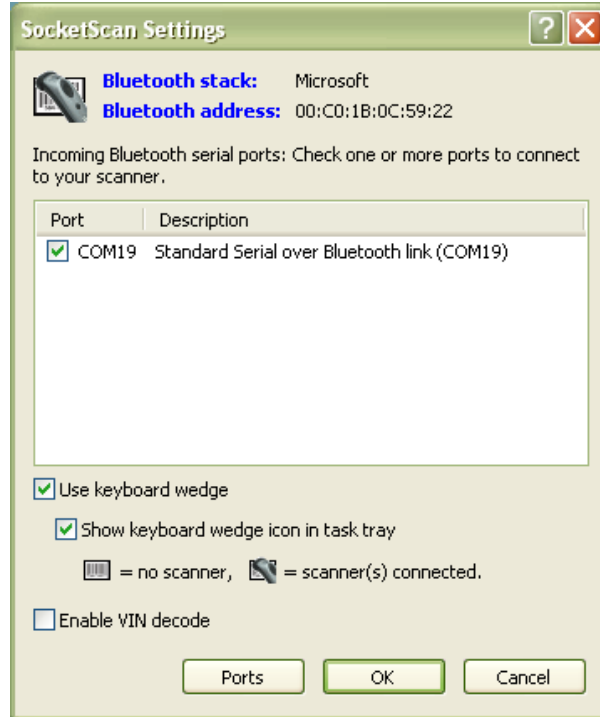 SocketScan Settings
Bluetooth stack: Microsoft
Bluetooth address: 00:C0:1B:0C:59:22
Incoming Bluetooth serial ports: Check one or more ports to connect
to your scanner.
Port Description
COM19 Standard Serial over Bluetooth link (COM19)
Use keyboard wedge
Show keyboard wedge icon in task tray
= no scanner, = scanner(s) connected.
Enable VIN decode
Ports OK Cancel